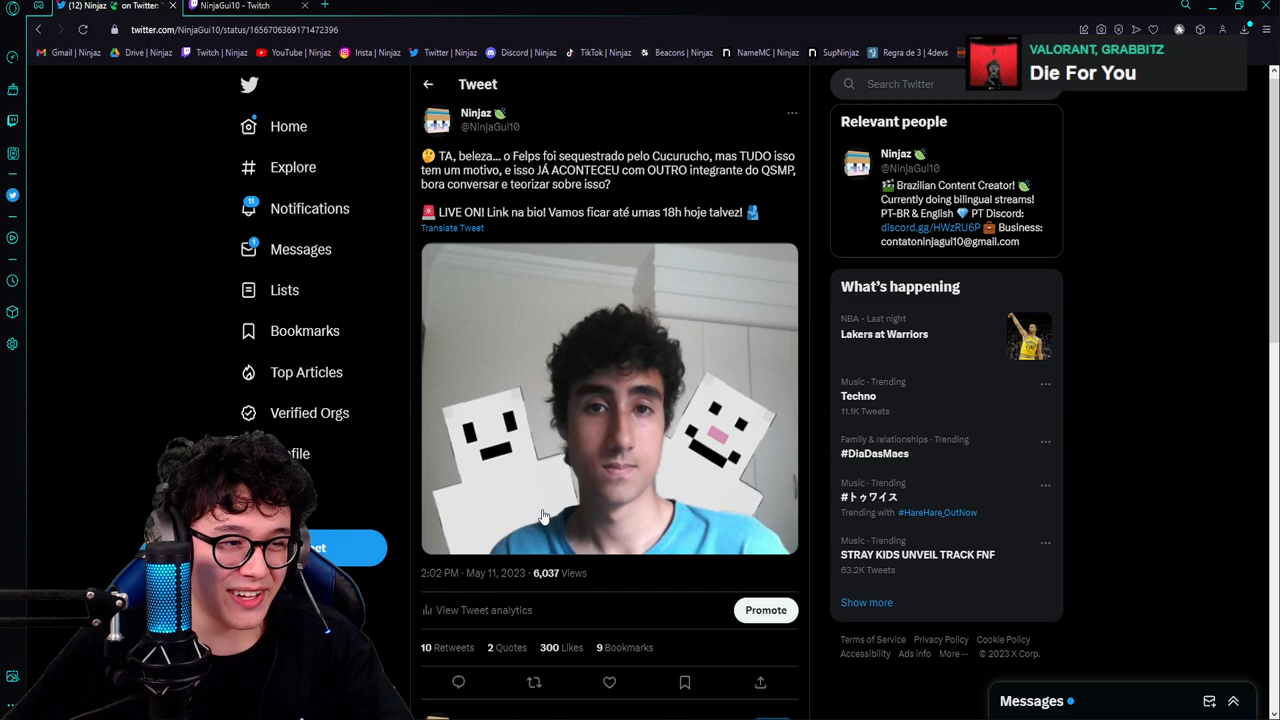 (12) Ninjaz
on Twitter:
NinjaGui10 - Twitch
twitter.com/NinjaGui10/status/1656706369171472396
Gmail | Ninjaz
Drive | Ninjaz
Twitch | Ninjaz
YouTube | Ninjaz
Insta | Ninjaz
Twitter | Ninjaz
Discord | Ninjaz
TikTok | Ninjaz
Beacons | Ninjaz
NameMC | Ninjaz
SupNinjaz
Regra de 3 | 4devs
VALORANT, GRABBITZ
Die For You
Home
Explore
11
Notifications
1
Messages
Lists
Bookmarks
Top Articles
Verified Orgs
Tweet
Ninjaz
@NinjaGui10
🤔 TA, beleza... o Felps foi sequestrado pelo Cucurucho, mas TUDO isso
tem um motivo, e isso JÁ ACONTECEU com OUTRO integrante do QSMP,
bora conversar e teorizar sobre isso?
🚨 LIVE ON! Link na bio! Vamos ficar até umas 18h hoje talvez! 🫂
Translate Tweet
2:02 PM · May 11, 2023 · 6,037 Views
View Tweet analytics
Promote
10 Retweets 2 Quotes 300 Likes 9 Bookmarks
Search Twitter
Relevant people
Ninjaz
@NinjaGui10
🎬 Brazilian Content Creator! 🍃
Currently doing bilingual streams!
PT-BR & English 💎 PT Discord:
discord.gg/HWzRU6P 💼 Business:
contatoninjagui10@gmail.com
What's happening
NBA · Last night
Lakers at Warriors
Music · Trending
Techno
11.1K Tweets
Family & relationships · Trending
#DiaDasMaes
Music · Trending
#トゥワイス
Trending with #HareHare_OutNow
Music · Trending
STRAY KIDS UNVEIL TRACK FNF
63.2K Tweets
Show more
Terms of Service Privacy Policy Cookie Policy
Accessibility Ads info More ··· © 2023 X Corp.
Messages